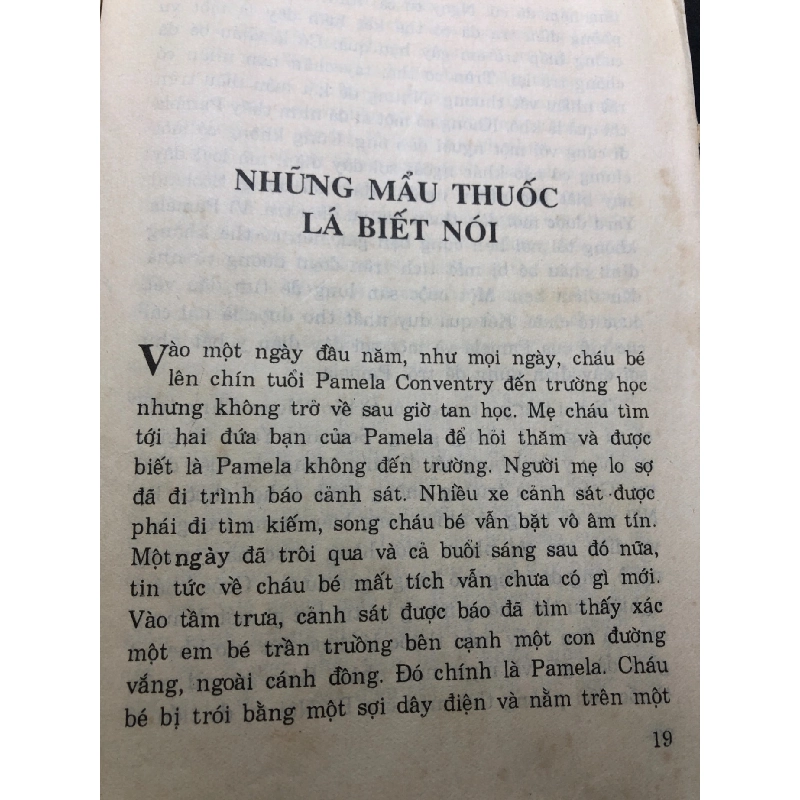 NHỮNG MẨU THUỐC
LÁ BIẾT NÓI
Vào một ngày đầu năm, như mọi ngày, cháu bé
lên chín tuổi Pamela Conventry đến trường học
nhưng không trở về sau giờ tan học. Mẹ cháu tìm
tới hai đứa bạn của Pamela để hỏi thăm và được
biết là Pamela không đến trường. Người mẹ lo sợ
đã đi trình báo cảnh sát. Nhiều xe cảnh sát được
phái đi tìm kiếm, song cháu bé vẫn bặt vô âm tín.
Một ngày đã trôi qua và cả buổi sáng sau đó nữa,
tin tức về cháu bé mất tích vẫn chưa có gì mới.
Vào tầm trưa, cảnh sát được báo đã tìm thấy xác
một em bé trần truồng bên cạnh một con đường
vắng, ngoài cánh đồng. Đó chính là Pamela. Cháu
bé bị trói bằng một sợi dây điện và nằm trên một
19